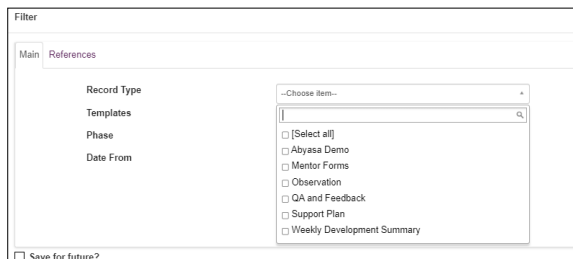 Filter
Main References
Record Type --Choose item--
Templates
Phase [Select all]
Abyasa Demo
Date From Mentor Forms
Observation
QA and Feedback
Support Plan
Weekly Development Summary
Save for future?